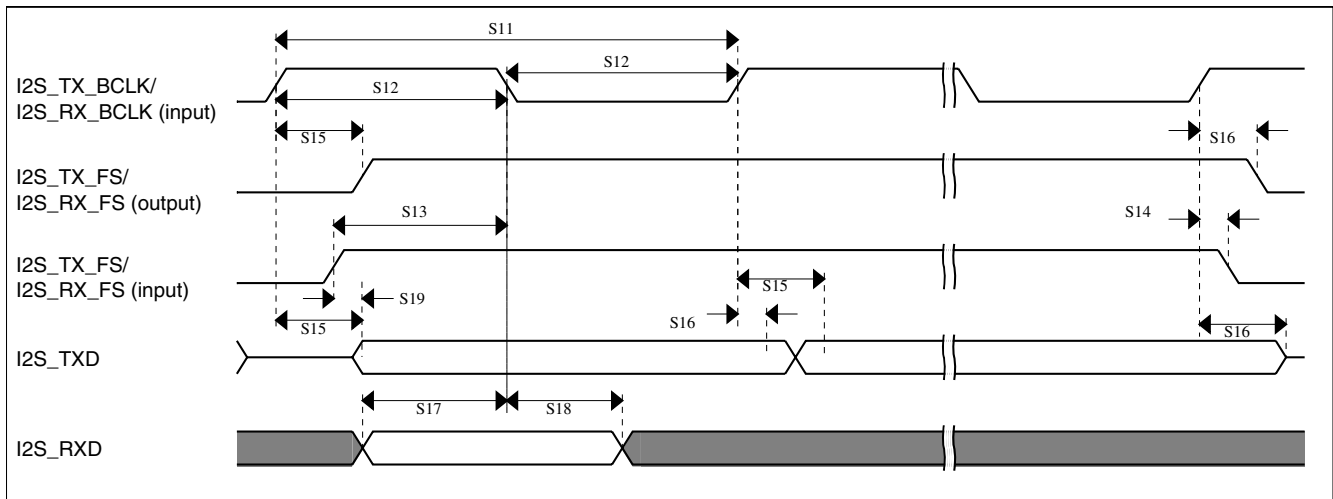 S11
I2S_TX_BCLK/
I2S_RX_BCLK (input)
S12
S12
S15
S16
I2S_TX_FS/
I2S_RX_FS (output)
S13
S14
I2S_TX_FS/
I2S_RX_FS (input)
S19
S15
S15
S16
S16
I2S_TXD
S17
S18
I2S_RXD